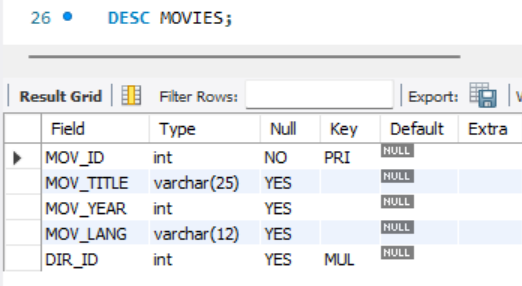 26 DESC MOVIES;
Result Grid Filter Rows: Export:
Field Type Null Key Default Extra
MOV_ID int NO PRI NULL
MOV_TITLE varchar(25) YES NULL
MOV_YEAR int YES NULL
MOV_LANG varchar(12) YES NULL
DIR_ID int YES MUL NULL